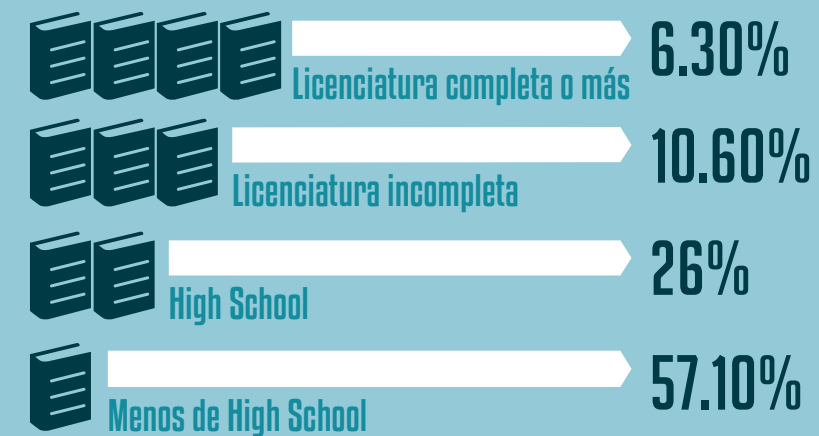 6.30%
Licenciatura completa o más
10.60%
Licenciatura incompleta
26%
High School
57.10%
Menos de High School